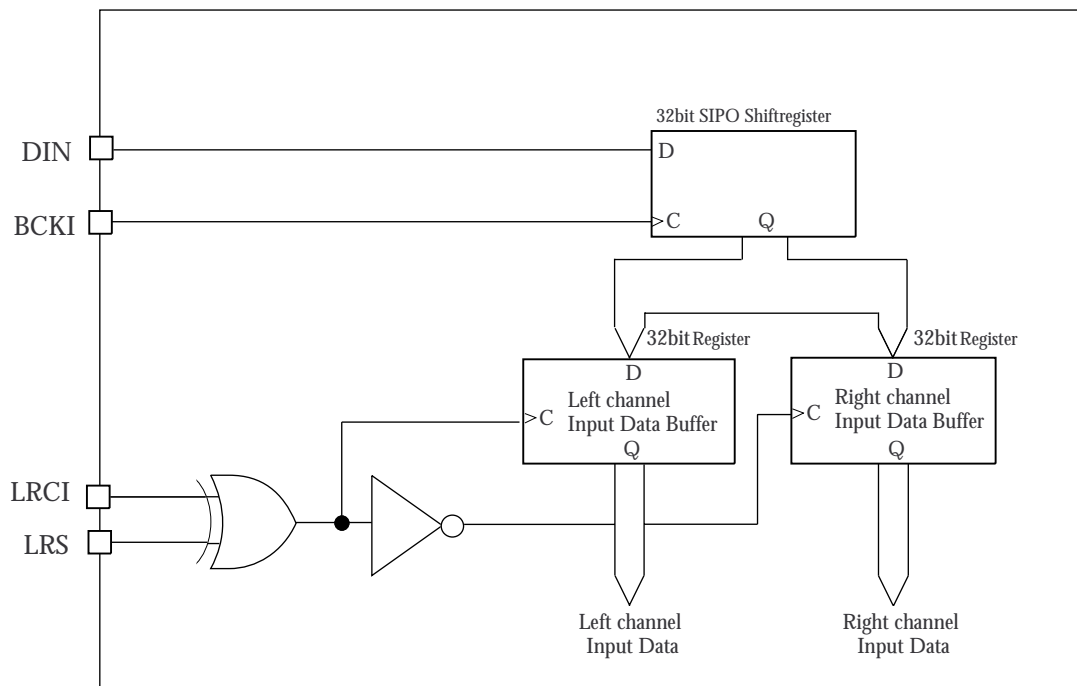 32bit SIPO Shiftregister
DIN
D
BCKI
C
Q
32bit Register
32bit Register
D
D
Left channel
Input Data Buffer
C
Q
Right channel
Input Data Buffer
C
Q
LRCI
LRS
Left channel
Input Data
Right channel
Input Data